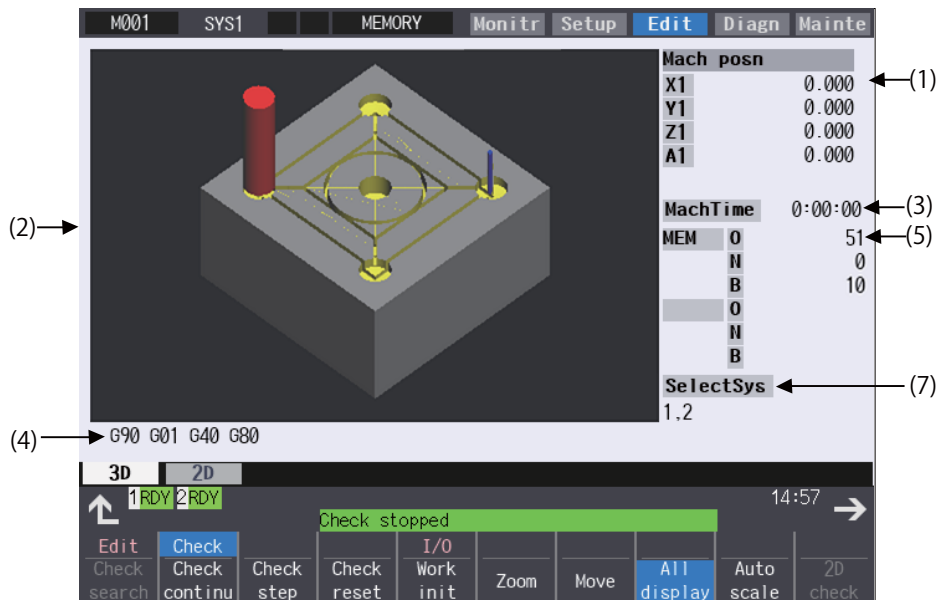 MØØ1 SYS1 MEMORY Monitr Setup Edit Diagn Mainte
Mach posn
X1 0.000
(1)
Y1 0.000
Z1 0.000
A1 0.000
(2)
MachTime 0:00:00
(3)
MEM O 51
(5)
N 0
B 10
O
N
B
SelectSys
(7)
1,2
(4)
G90 G01 G40 G80
3D 2D
1 RDY 2 RDY 14:57
Check stopped
Edit Check I/O
Check search
Check continu
Check step
Check reset
Work init
Zoom
Move
All display
Auto scale
2D check